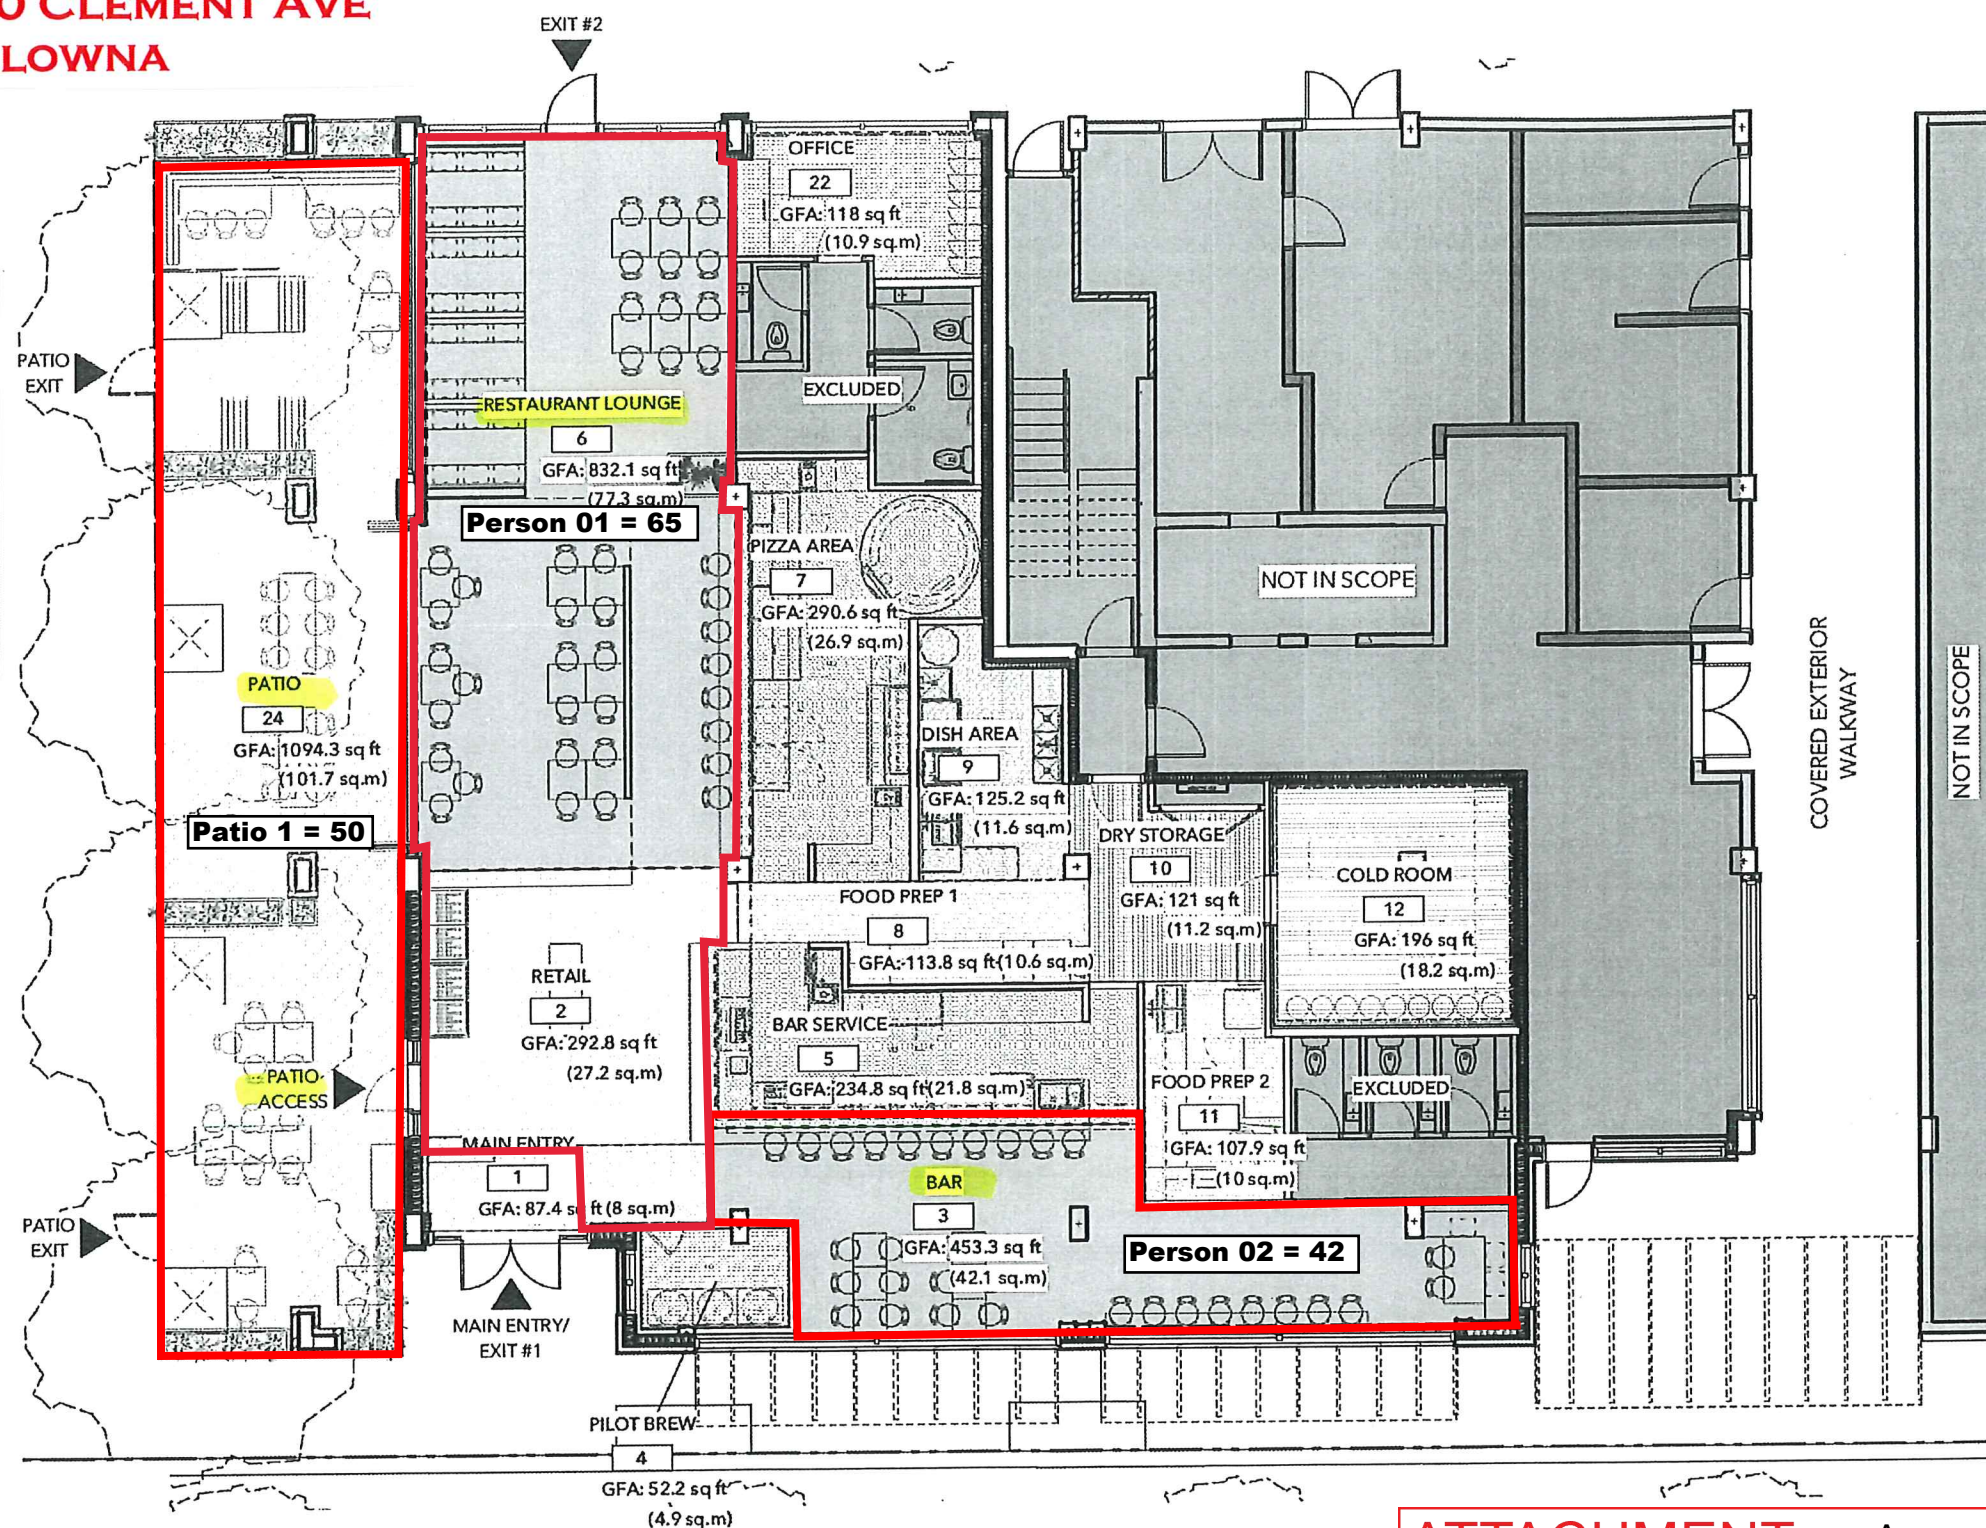 0 CLEMENT AVE
LOWNA
EXIT #2
OFFICE
22
GFA: 118 sq ft
(10.9 sq.m)
PATIO
EXIT
EXCLUDED
RESTAURANT LOUNGE
6
GFA: 832.1 sq ft
(77.3 sq.m)
Person 01 = 65
PIZZA AREA
7
GFA: 290.6 sq ft
(26.9 sq.m)
NOT IN SCOPE
COVERED EXTERIOR
WALKWAY
NOT IN SCOPE
PATIO
24
GFA: 1094.3 sq ft
(101.7 sq.m)
Patio 1 = 50
DISH AREA
9
GFA: 125.2 sq ft
(11.6 sq.m)
DRY STORAGE
10
GFA: 121 sq ft
(11.2 sq.m)
COLD ROOM
12
GFA: 196 sq ft
(18.2 sq.m)
FOOD PREP 1
8
GFA: 113.8 sq ft (10.6 sq.m)
RETAIL
2
GFA: 292.8 sq ft
(27.2 sq.m)
BAR SERVICE
5
GFA: 234.8 sq ft (21.8 sq.m)
PATIO
ACCESS
FOOD PREP 2
11
GFA: 107.9 sq ft
(10 sq.m)
EXCLUDED
MAIN ENTRY
1
GFA: 87.4 sq ft (8 sq.m)
BAR
3
GFA: 453.3 sq ft
(42.1 sq.m)
Person 02 = 42
PATIO
EXIT
MAIN ENTRY/
EXIT #1
PILOT BREW
4
GFA: 52.2 sq ft
(4.9 sq.m)
ATTACHMENT A